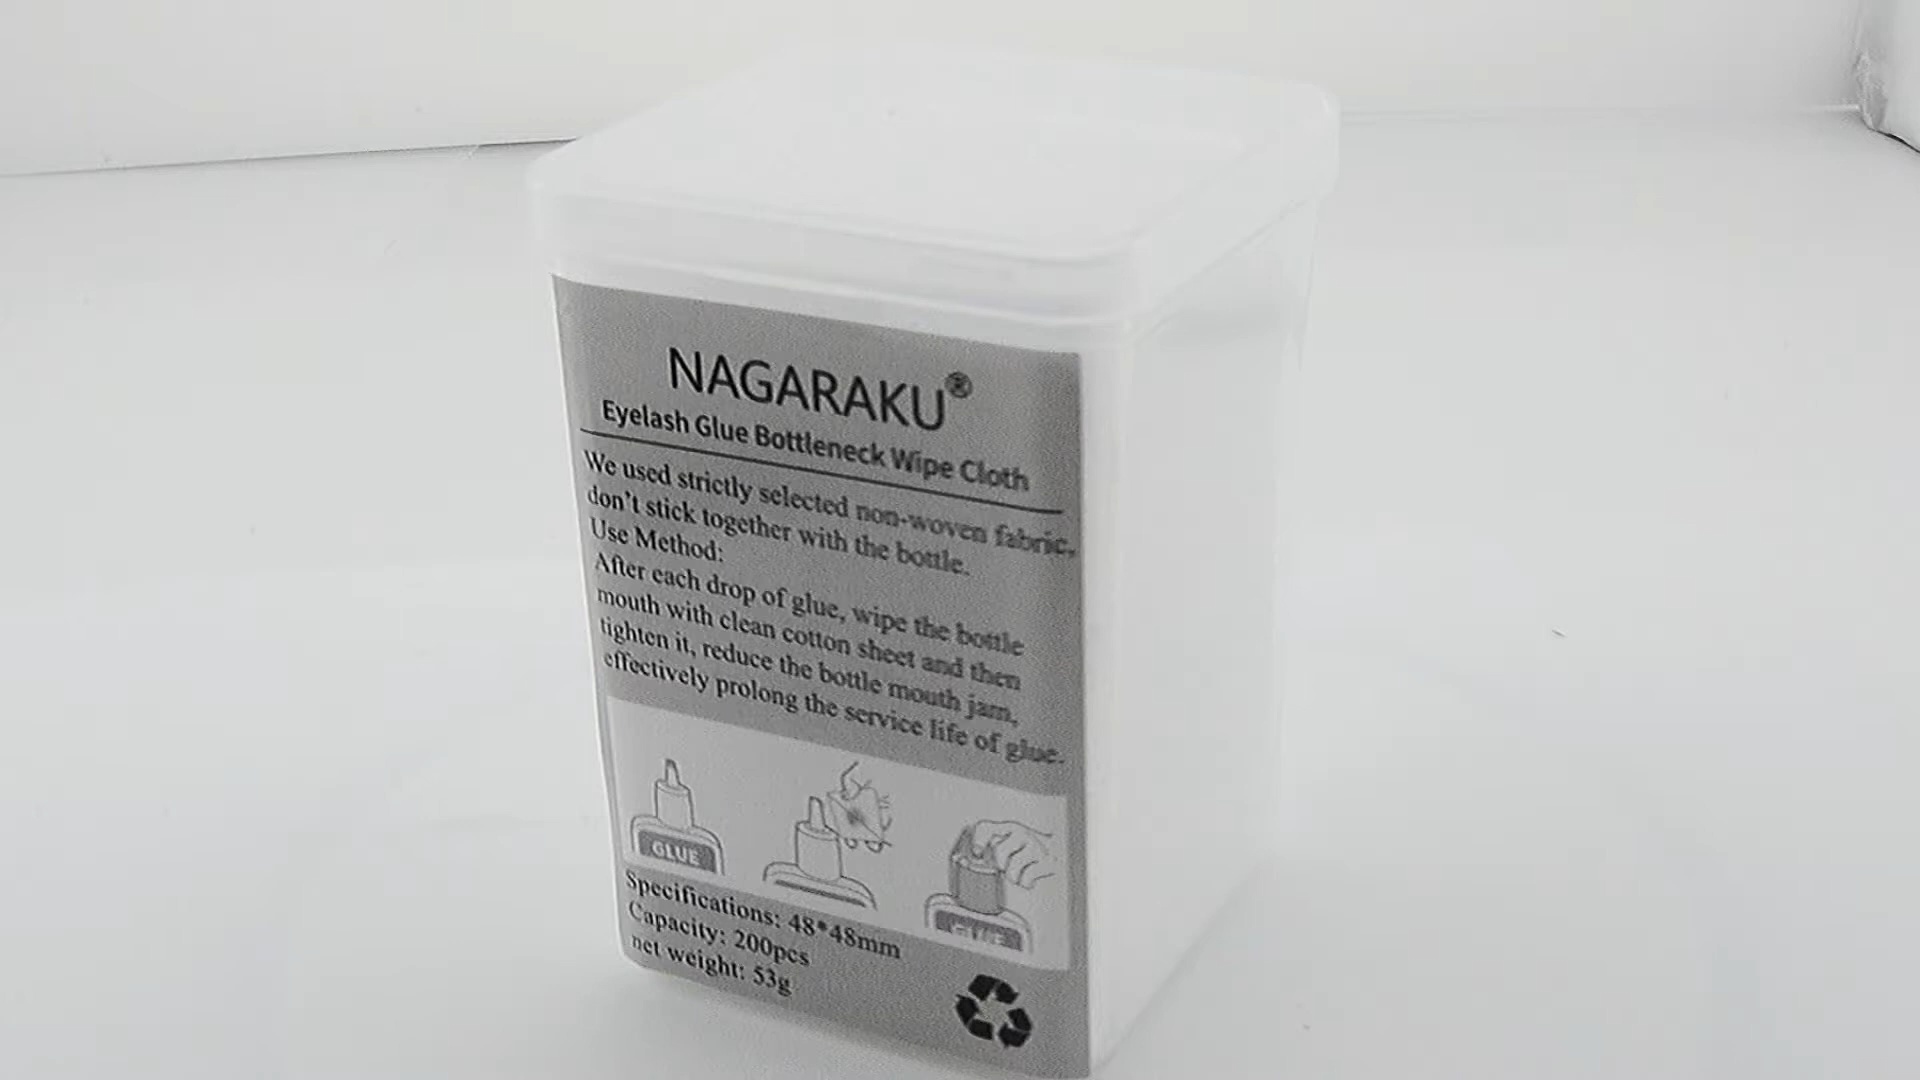 NAGARAKU®
Eyelash Glue Bottleneck Wipe Cloth
We used strictly selected non-woven fabric,
don't stick together with the bottle.
Use Method:
After each drop of glue, wipe the bottle
mouth with clean cotton sheet and then
tighten it, reduce the bottle mouth jam,
effectively prolong the service life of glue.
GLUE
Specifications: 48*48mm
Capacity: 200pcs
net weight: 53g